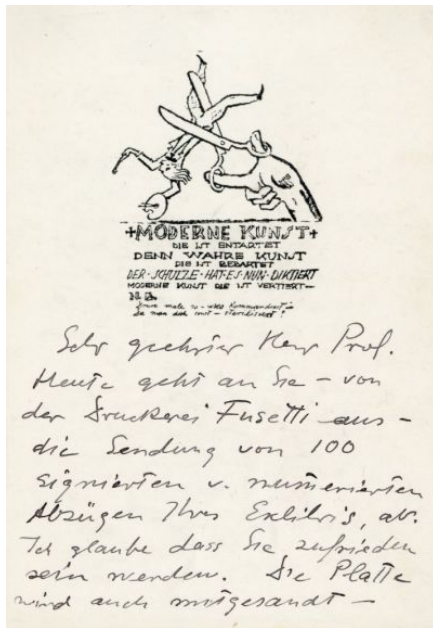 +MODERNE KUNST+
DIE IST ENTARTET
DENN WAHRE KUNST
DIE IST BEBARTET
DER·SCHULZE·HAT·ES·NUN·DIKTIERT
MODERNE KUNST DIE IST VERTIERT—
N.B.
Sehr geehrter Herr Prof.
Heute geht an Sie – von
der Druckerei Fusetti aus –
die Sendung von 100
signierten u. numerierten
Abzügen Ihres Exlibris, ab.
Ich glaube dass Sie zufrieden
sein werden. Die Platte
wird auch mitgesandt –